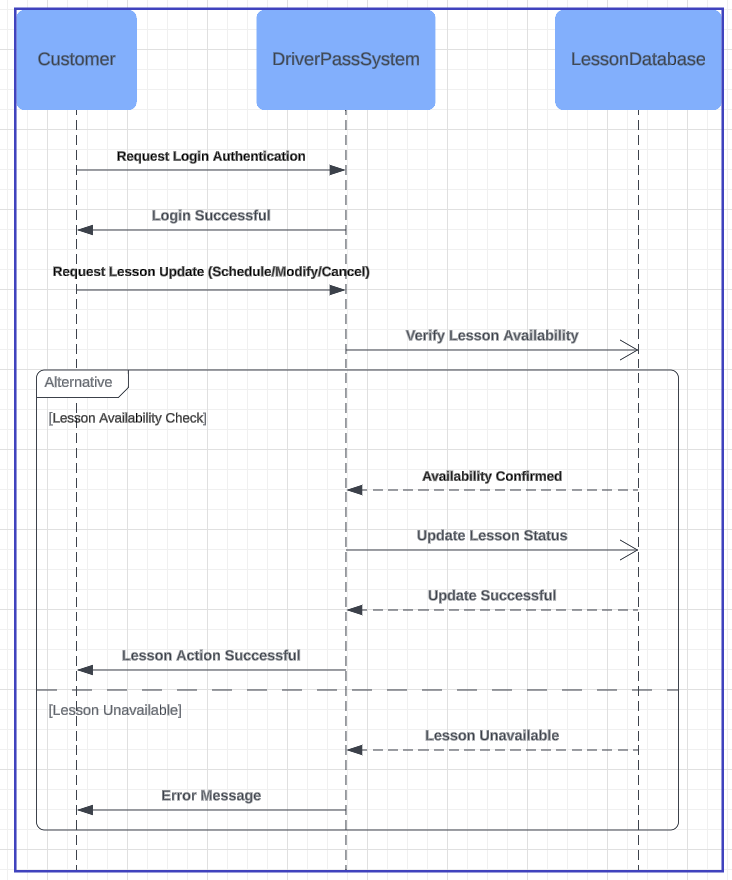 Customer
DriverPassSystem
LessonDatabase
Request Login Authentication
Login Successful
Request Lesson Update (Schedule/Modify/Cancel)
Verify Lesson Availability
Alternative
[Lesson Availability Check]
Availability Confirmed
Update Lesson Status
Update Successful
Lesson Action Successful
[Lesson Unavailable]
Lesson Unavailable
Error Message